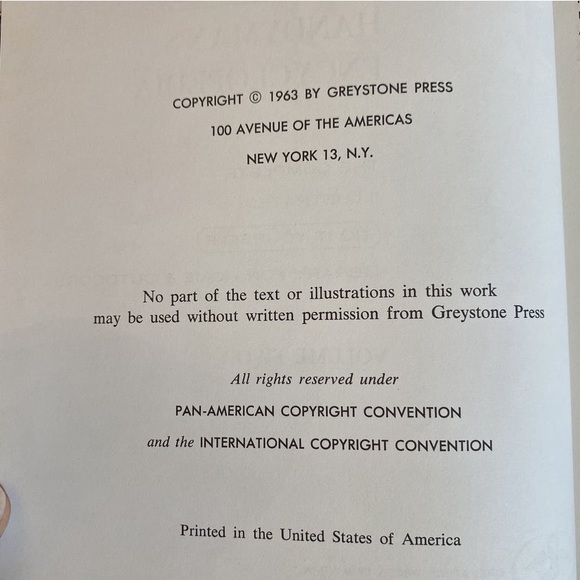 COPYRIGHT © 1963 BY GREYSTONE PRESS
100 AVENUE OF THE AMERICAS
NEW YORK 13, N.Y.
No part of the text or illustrations in this work
may be used without written permission from Greystone Press
All rights reserved under
PAN-AMERICAN COPYRIGHT CONVENTION
and the INTERNATIONAL COPYRIGHT CONVENTION
Printed in the United States of America